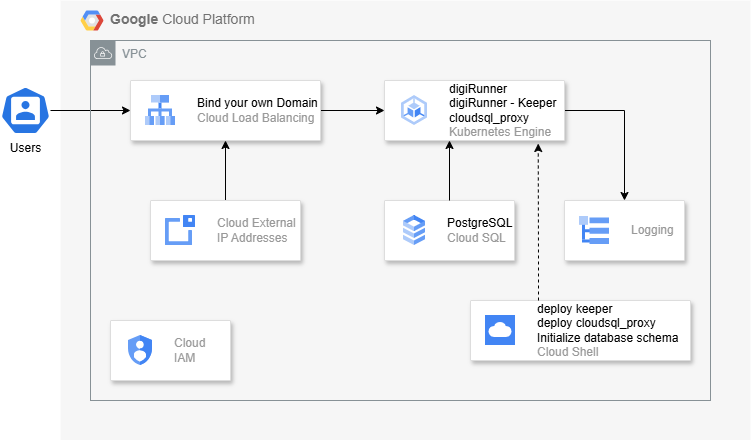 Google Cloud Platform
VPC
Users
Bind your own Domain
Cloud Load Balancing
digiRunner
digiRunner - Keeper
cloudsql_proxy
Kubernetes Engine
Cloud External
IP Addresses
PostgreSQL
Cloud SQL
Logging
deploy keeper
deploy cloudsql_proxy
Initialize database schema
Cloud Shell
Cloud
IAM